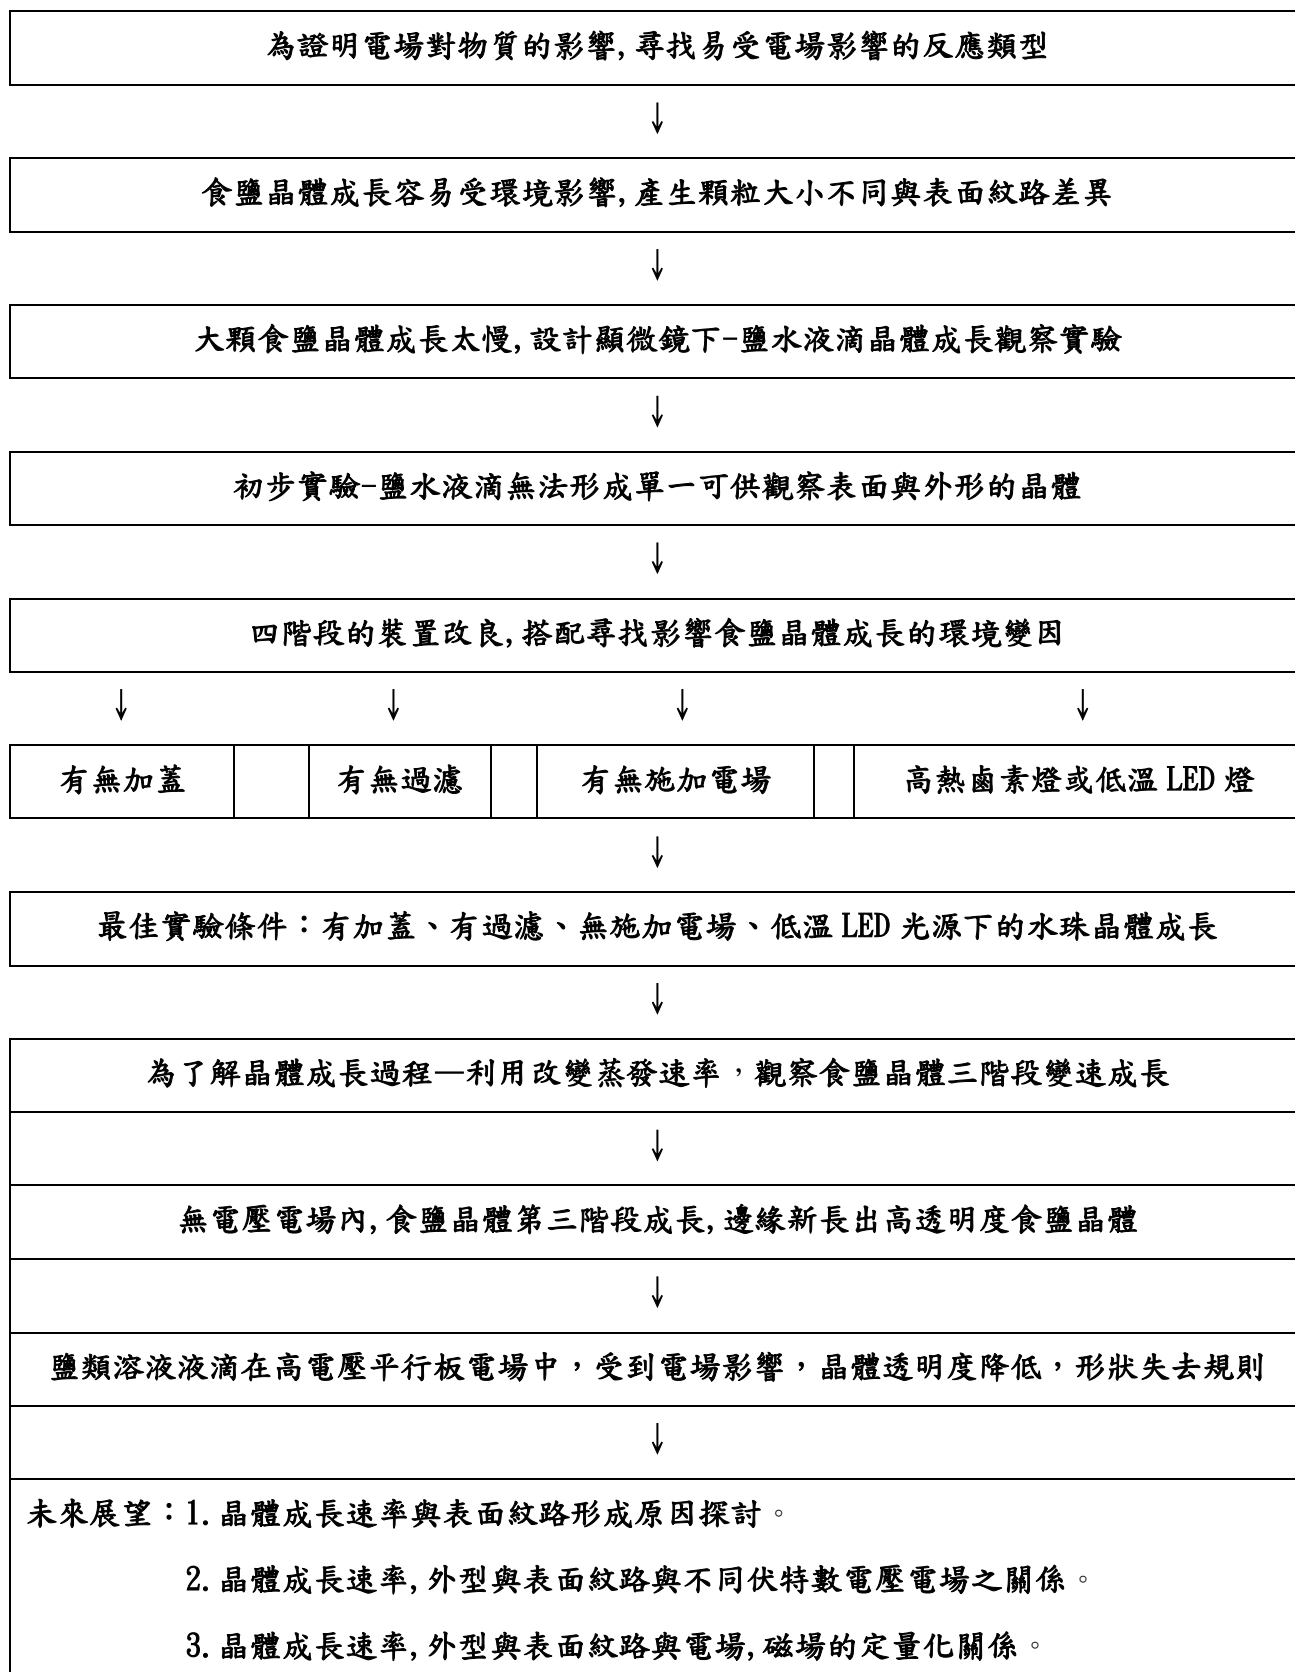 為證明電場對物質的影響,尋找易受電場影響的反應類型
↓
食鹽晶體成長容易受環境影響,產生顆粒大小不同與表面紋路差異
↓
大顆食鹽晶體成長太慢,設計顯微鏡下-鹽水液滴晶體成長觀察實驗
↓
初步實驗-鹽水液滴無法形成單一可供觀察表面與外形的晶體
↓
四階段的裝置改良,搭配尋找影響食鹽晶體成長的環境變因
↓ ↓ ↓ ↓
有無加蓋 有無過濾 有無施加電場 高熱鹵素燈或低溫 LED 燈
↓
最佳實驗條件：有加蓋、有過濾、無施加電場、低溫 LED 光源下的水珠晶體成長
↓
為了解晶體成長過程—利用改變蒸發速率，觀察食鹽晶體三階段變速成長
↓
無電壓電場內,食鹽晶體第三階段成長,邊緣新長出高透明度食鹽晶體
↓
鹽類溶液液滴在高電壓平行板電場中，受到電場影響，晶體透明度降低，形狀失去規則
↓
未來展望：1.晶體成長速率與表面紋路形成原因探討。
2.晶體成長速率,外型與表面紋路與不同伏特數電壓電場之關係。
3.晶體成長速率,外型與表面紋路與電場,磁場的定量化關係。